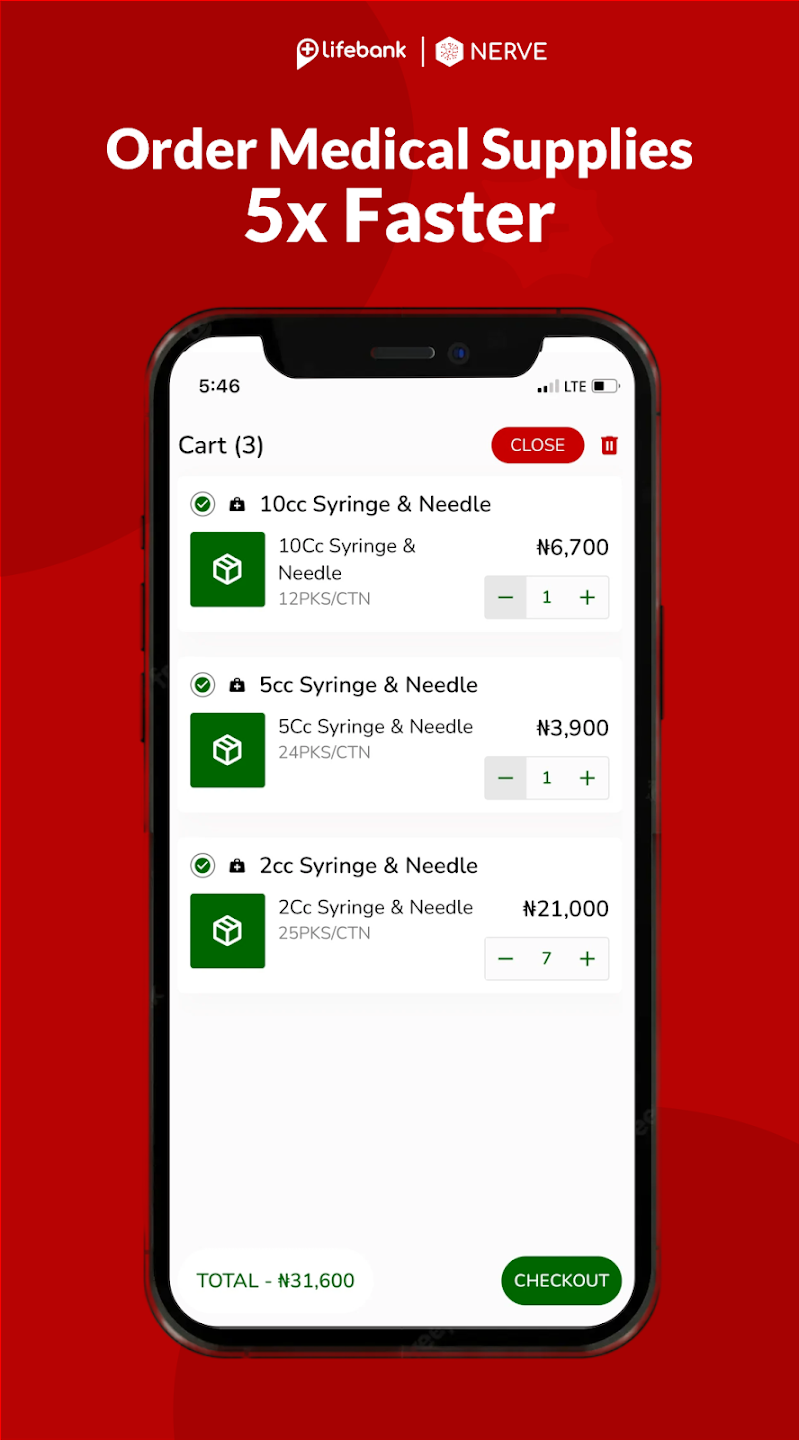 lifebank | NERVE
Order Medical Supplies
5x Faster
5:46
LTE
Cart (3)
CLOSE
10cc Syringe & Needle
10Cc Syringe &
Needle
₦6,700
12PKS/CTN
− 1 +
5cc Syringe & Needle
5Cc Syringe & Needle
₦3,900
24PKS/CTN
− 1 +
2cc Syringe & Needle
2Cc Syringe & Needle
₦21,000
25PKS/CTN
− 7 +
TOTAL - ₦31,600
CHECKOUT